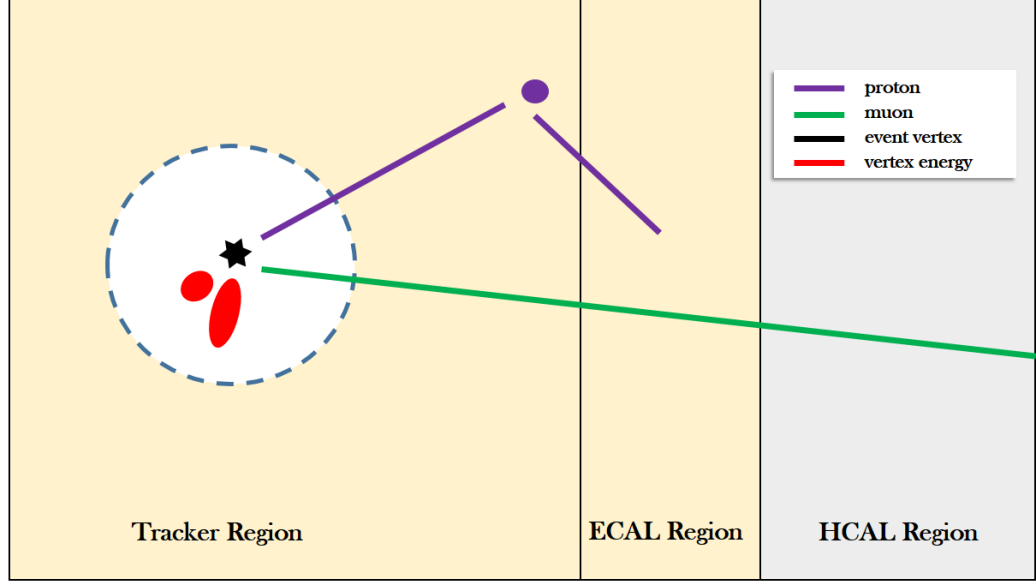 proton
muon
event vertex
vertex energy
Tracker Region
ECAL Region
HCAL Region